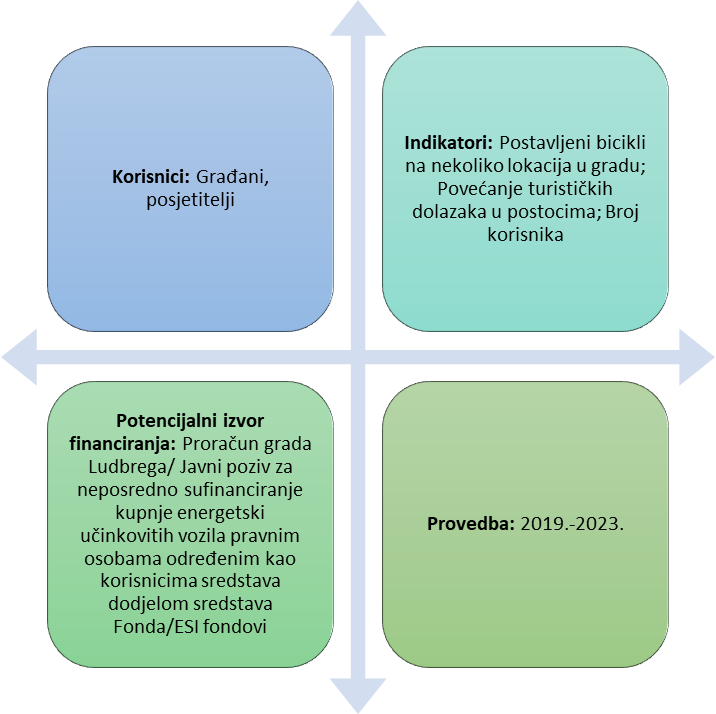 Korisnici: Građani,
posjetitelji
Indikatori: Postavljeni bicikli
na nekoliko lokacija u gradu;
Povećanje turističkih
dolazaka u postocima; Broj
korisnika
Potencijalni izvor
financiranja: Proračun grada
Ludbrega/ Javni poziv za
neposredno sufinanciranje
kupnje energetski
učinkovitih vozila pravnim
osobama određenim kao
korisnicima sredstava
dodjelom sredstava
Fonda/ESI fondovi
Provedba: 2019.-2023.